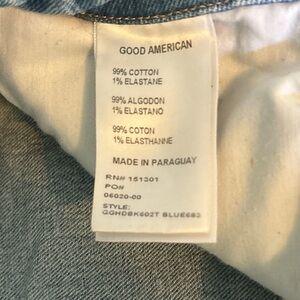 GOOD AMERICAN
99% COTTON
1% ELASTANE
99% ALGODON
1% ELASTANO
99% COTON
1% ELASTHANNE
MADE IN PARAGUAY
RN# 151301
PO#
06020-00
STYLE:
GGHDBK602T BLUE683